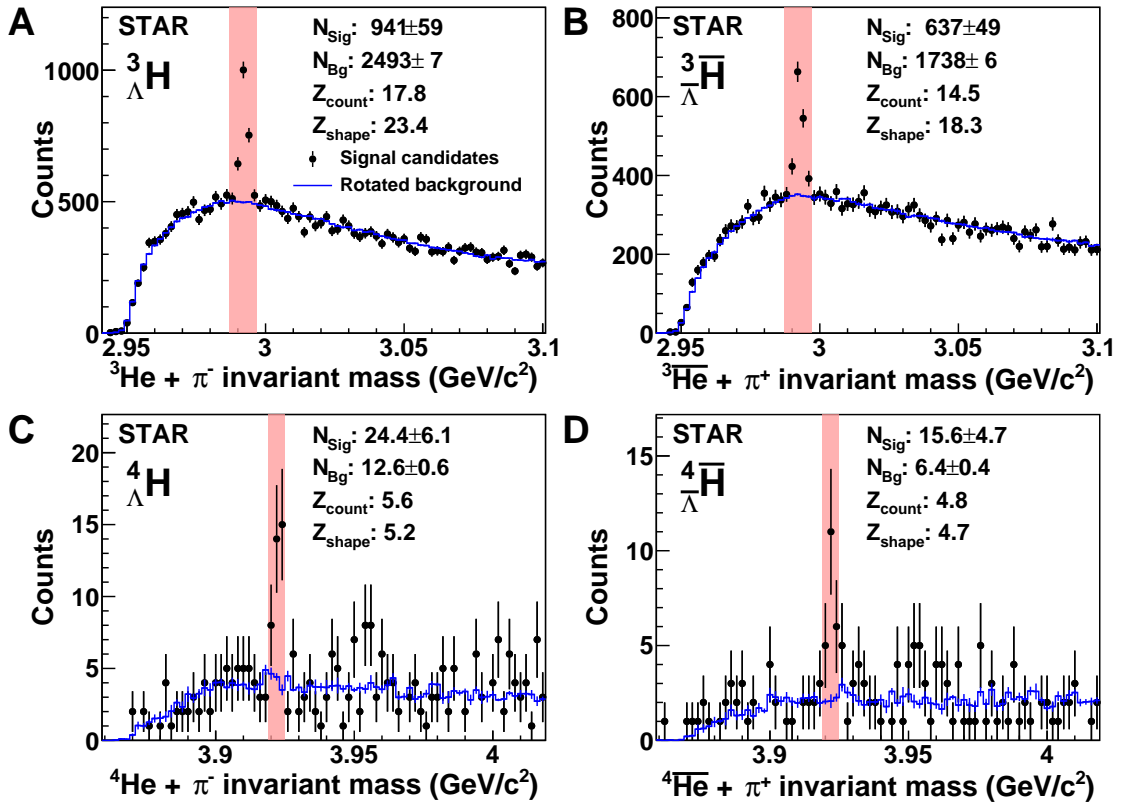 A
STAR
³ΛH
N_Sig: 941±59
N_Bg: 2493± 7
Z_count: 17.8
Z_shape: 23.4
Signal candidates
Rotated background
Counts
1000
500
0
2.95 3 3.05 3.1
³He + π⁻ invariant mass (GeV/c²)
B
STAR
³Λ̅H̅
N_Sig: 637±49
N_Bg: 1738± 6
Z_count: 14.5
Z_shape: 18.3
Counts
800
600
400
200
0
2.95 3 3.05 3.1
³H̅e̅ + π⁺ invariant mass (GeV/c²)
C
STAR
⁴ΛH
N_Sig: 24.4±6.1
N_Bg: 12.6±0.6
Z_count: 5.6
Z_shape: 5.2
Counts
20
15
10
5
0
3.9 3.95 4
⁴He + π⁻ invariant mass (GeV/c²)
D
STAR
⁴Λ̅H̅
N_Sig: 15.6±4.7
N_Bg: 6.4±0.4
Z_count: 4.8
Z_shape: 4.7
Counts
15
10
5
0
3.9 3.95 4
⁴H̅e̅ + π⁺ invariant mass (GeV/c²)